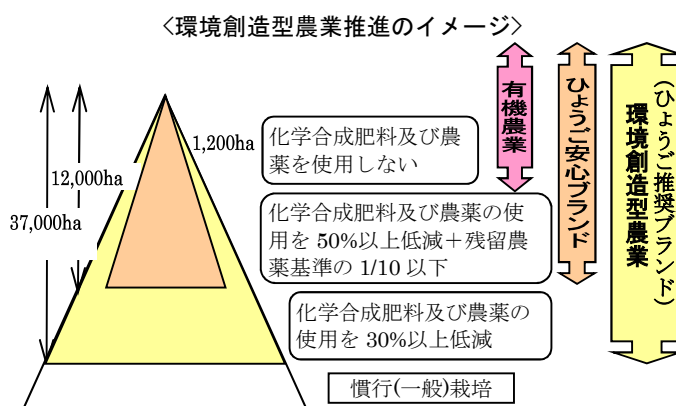 〈環境創造型農業推進のイメージ〉
1,200ha
12,000ha
37,000ha
化学合成肥料及び農
薬を使用しない
化学合成肥料及び農薬の使
用を 50%以上低減＋残留農
薬基準の 1/10 以下
化学合成肥料及び農薬の
使用を 30%以上低減
慣行(一般)栽培
有機農業
ひょうご安心ブランド
(ひょうご推奨ブランド)
環境創造型農業